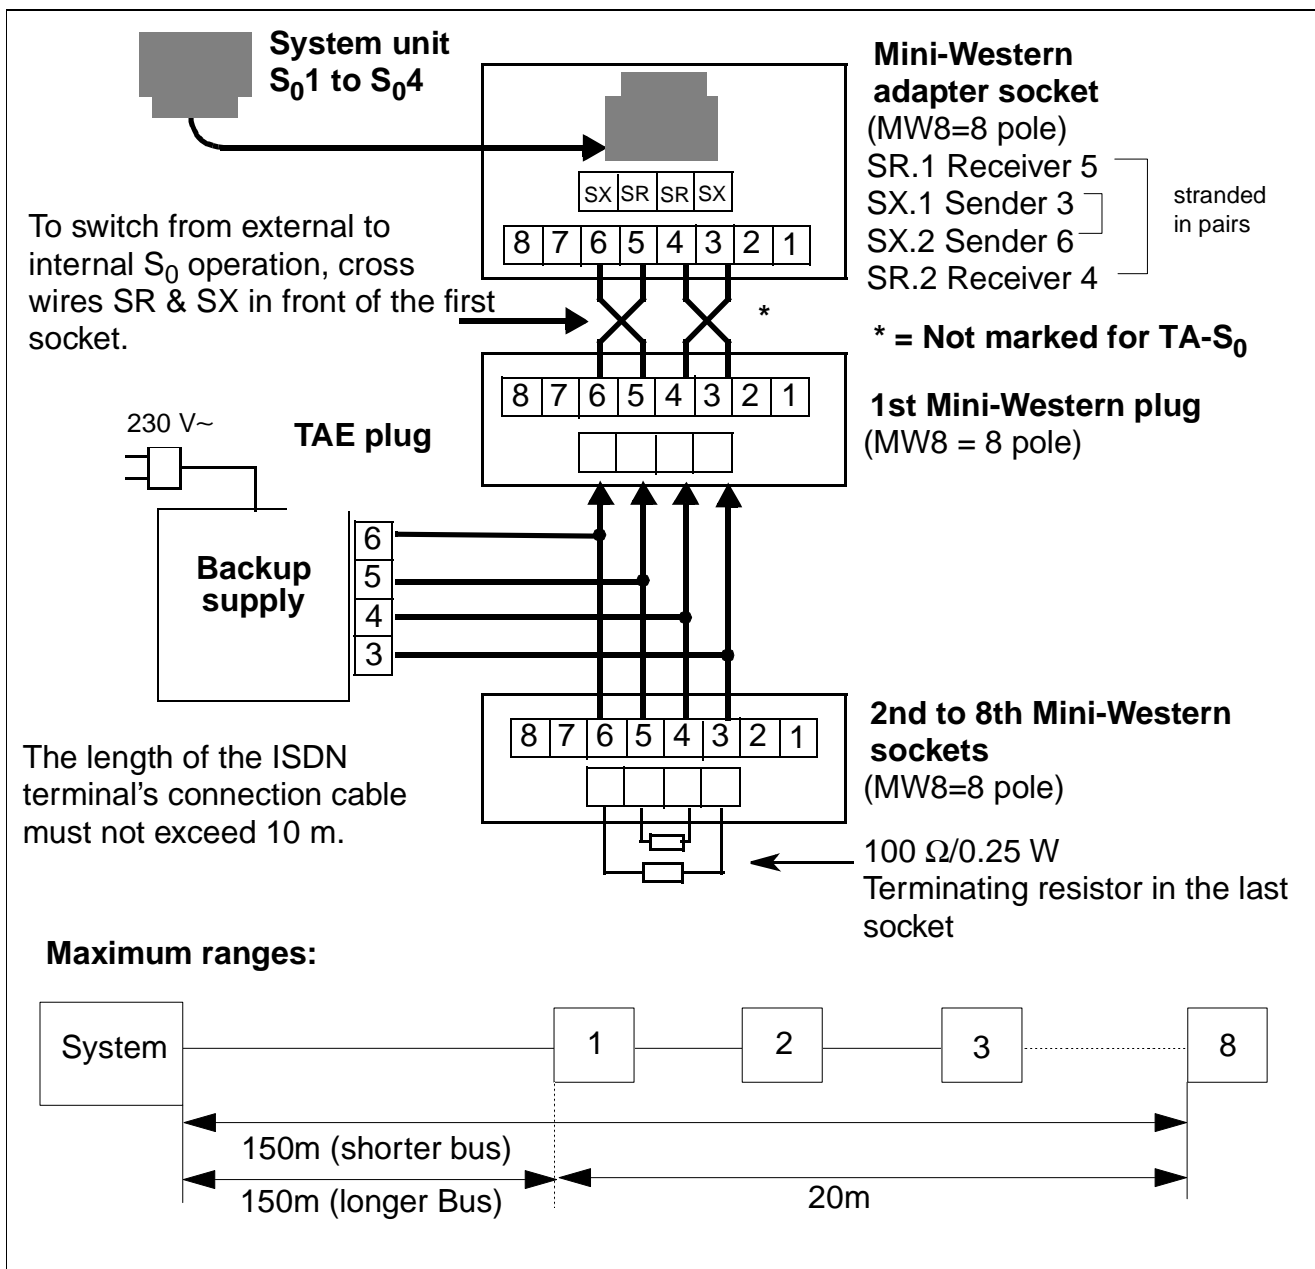 System unit
S₀1 to S₀4
Mini-Western
adapter socket
(MW8=8 pole)
SR.1 Receiver 5
SX.1 Sender 3
SX.2 Sender 6
SR.2 Receiver 4
stranded
in pairs
SX SR SR SX
8 7 6 5 4 3 2 1
To switch from external to
internal S₀ operation, cross
wires SR & SX in front of the first
socket.
*
* = Not marked for TA-S₀
8 7 6 5 4 3 2 1
1st Mini-Western plug
(MW8 = 8 pole)
230 V~
TAE plug
Backup
supply
6
5
4
3
8 7 6 5 4 3 2 1
2nd to 8th Mini-Western
sockets
(MW8=8 pole)
The length of the ISDN
terminal's connection cable
must not exceed 10 m.
100 Ω/0.25 W
Terminating resistor in the last
socket
Maximum ranges:
System 1 2 3 8
150m (shorter bus)
150m (longer Bus)
20m